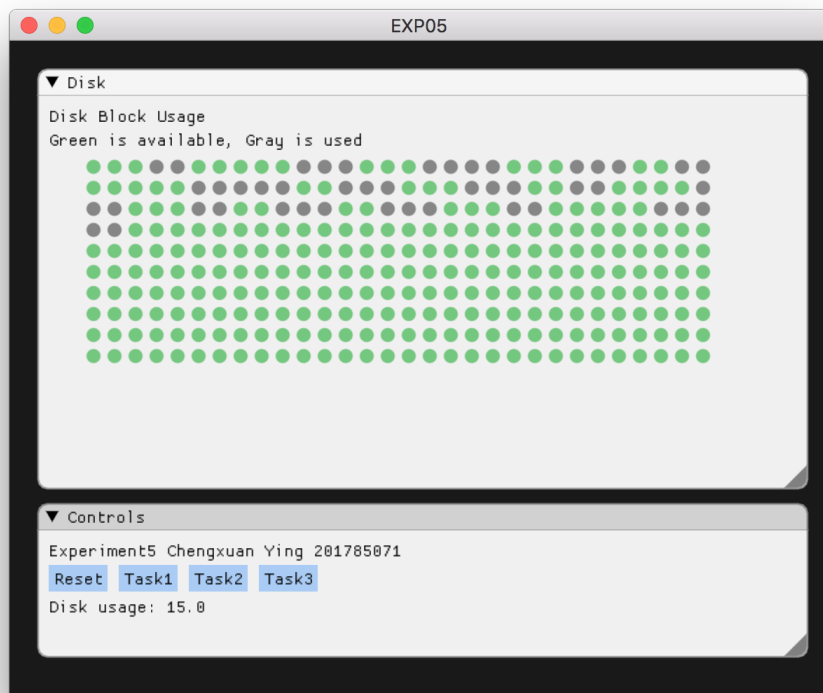 EXP05
Disk
Disk Block Usage
Green is available, Gray is used
Controls
Experiment5 Chengxuan Ying 201785071
Reset Task1 Task2 Task3
Disk usage: 15.0